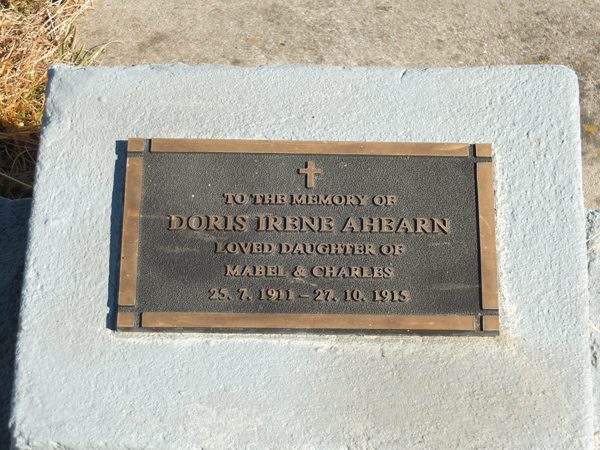 TO THE MEMORY OF
DORIS IRENE AHEARN
LOVED DAUGHTER OF
MABEL & CHARLES
25. 7. 1911 – 27. 10. 1915